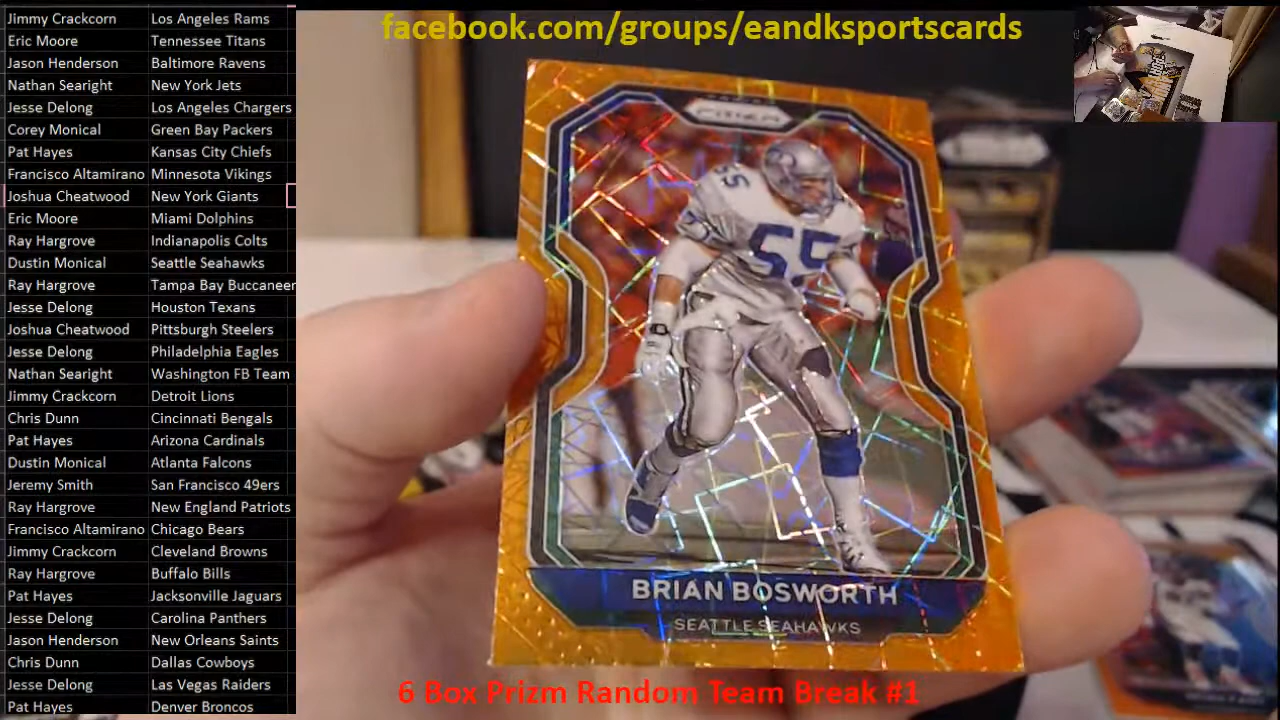 facebook.com/groups/eandksportscards
Jimmy Crackcorn Los Angeles Rams
Eric Moore Tennessee Titans
Jason Henderson Baltimore Ravens
Nathan Searight New York Jets
Jesse Delong Los Angeles Chargers
Corey Monical Green Bay Packers
Pat Hayes Kansas City Chiefs
Francisco Altamirano Minnesota Vikings
Joshua Cheatwood New York Giants
Eric Moore Miami Dolphins
Ray Hargrove Indianapolis Colts
Dustin Monical Seattle Seahawks
Ray Hargrove Tampa Bay Buccaneer
Jesse Delong Houston Texans
Joshua Cheatwood Pittsburgh Steelers
Jesse Delong Philadelphia Eagles
Nathan Searight Washington FB Team
Jimmy Crackcorn Detroit Lions
Chris Dunn Cincinnati Bengals
Pat Hayes Arizona Cardinals
Dustin Monical Atlanta Falcons
Jeremy Smith San Francisco 49ers
Ray Hargrove New England Patriots
Francisco Altamirano Chicago Bears
Jimmy Crackcorn Cleveland Browns
Ray Hargrove Buffalo Bills
Pat Hayes Jacksonville Jaguars
Jesse Delong Carolina Panthers
Jason Henderson New Orleans Saints
Chris Dunn Dallas Cowboys
Jesse Delong Las Vegas Raiders
Pat Hayes Denver Broncos
PRIZM
55
55
BRIAN BOSWORTH
SEATTLE SEAHAWKS
6 Box Prizm Random Team Break #1